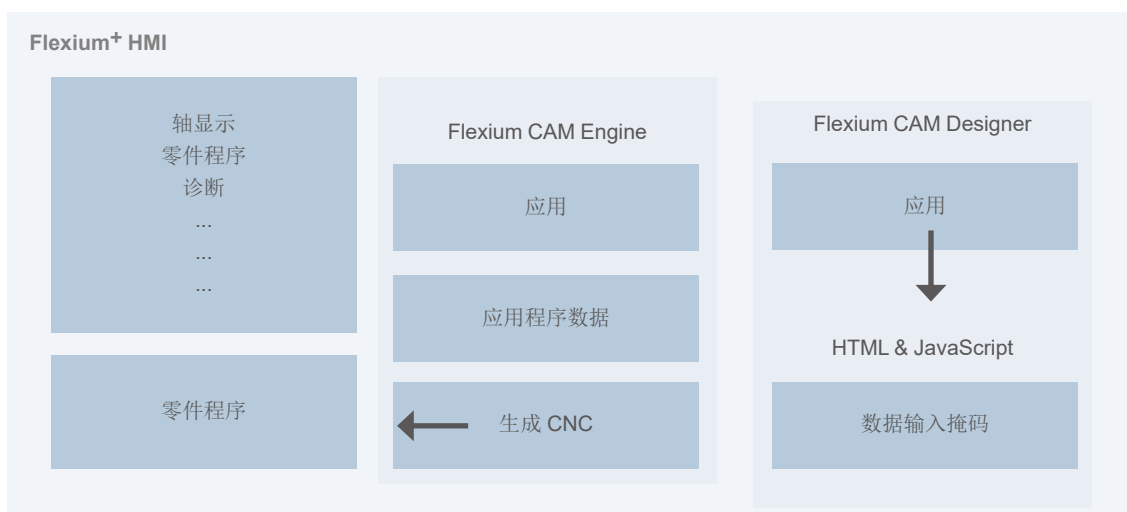 Flexium+ HMI
轴显示
零件程序
诊断
...
...
...
零件程序
Flexium CAM Engine
应用
应用程序数据
生成 CNC
Flexium CAM Designer
应用
HTML & JavaScript
数据输入掩码